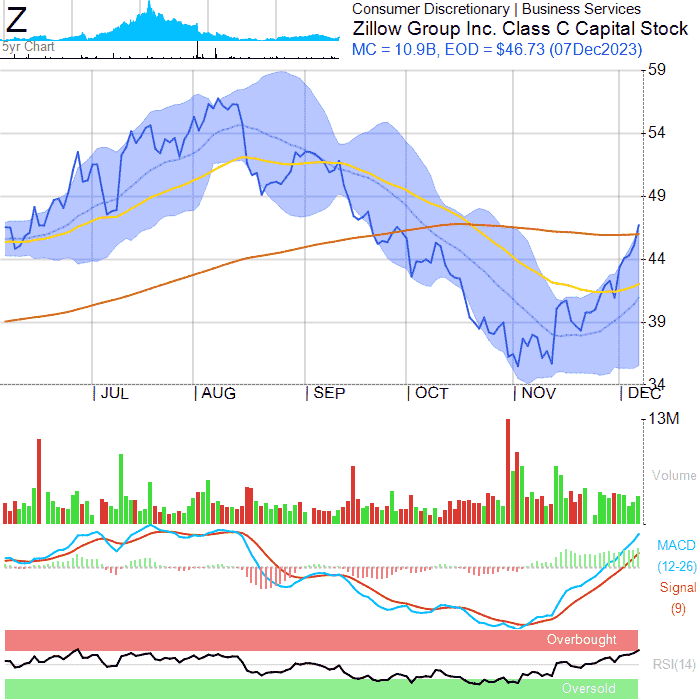 Z
Consumer Discretionary | Business Services
Zillow Group Inc. Class C Capital Stock
MC = 10.9B, EOD = $46.73 (07Dec2023)
5yr Chart
59
54
49
44
39
34
JUL AUG SEP OCT NOV DEC
13M
Volume
MACD
(12-26)
Signal
(9)
Overbought
RSI(14)
Oversold